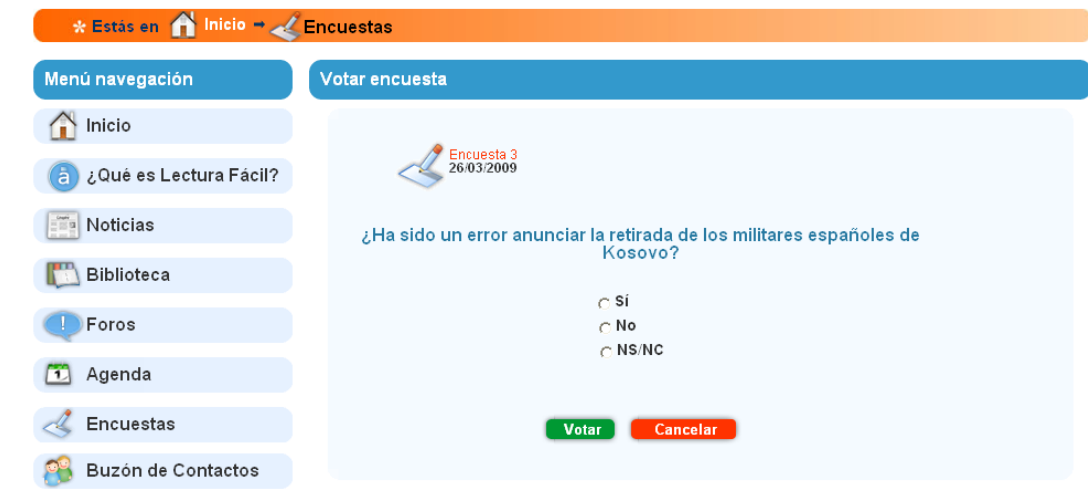 * Estás en Inicio → Encuestas
Menú navegación
Inicio
¿Qué es Lectura Fácil?
Noticias
Biblioteca
Foros
Agenda
Encuestas
Buzón de Contactos
Votar encuesta
Encuesta 3
26/03/2009
¿Ha sido un error anunciar la retirada de los militares españoles de
Kosovo?
Sí
No
NS/NC
Votar Cancelar